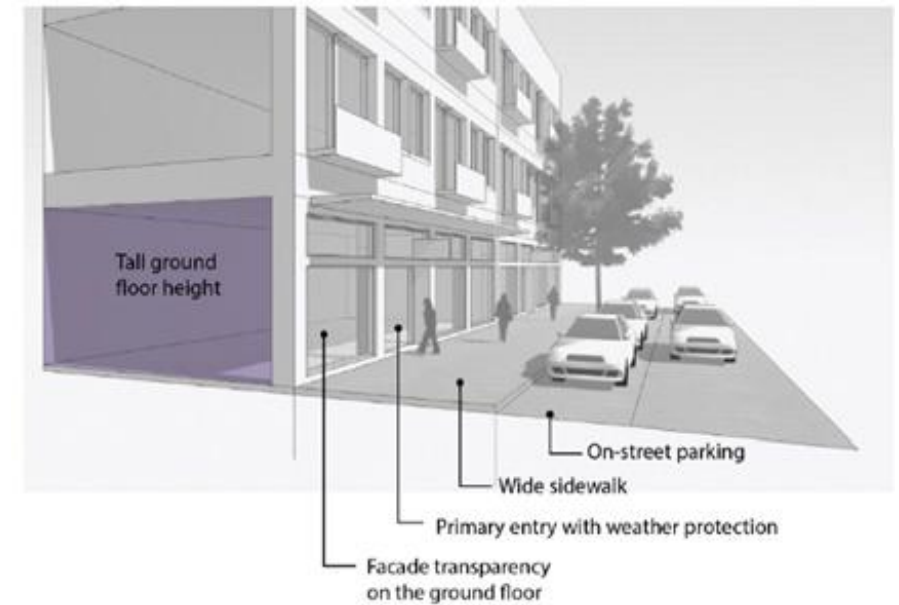 Tall ground
floor height
On-street parking
Wide sidewalk
Primary entry with weather protection
Facade transparency
on the ground floor